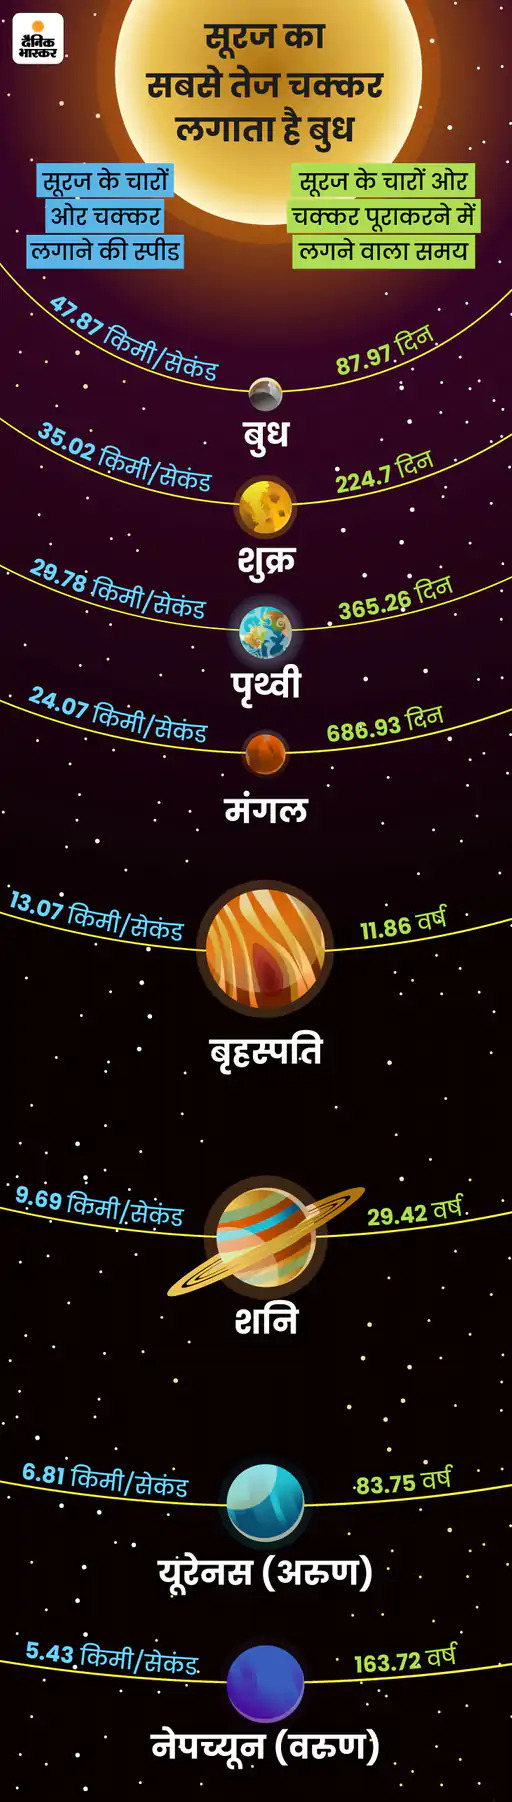 दैनिक
भास्कर
सूरज का
सबसे तेज चक्कर
लगाता है बुध
सूरज के चारों
ओर चक्कर
लगाने की स्पीड
सूरज के चारों ओर
चक्कर पूराकरने में
लगने वाला समय
47.87 किमी/सेकंड
87.97 दिन
बुध
35.02 किमी/सेकंड
224.7 दिन
शुक्र
29.78 किमी/सेकंड
365.26 दिन
पृथ्वी
24.07 किमी/सेकंड
686.93 दिन
मंगल
13.07 किमी/सेकंड
11.86 वर्ष
बृहस्पति
9.69 किमी/सेकंड
29.42 वर्ष
शनि
6.81 किमी/सेकंड
83.75 वर्ष
यूरेनस (अरुण)
5.43 किमी/सेकंड
163.72 वर्ष
नेपच्यून (वरुण)